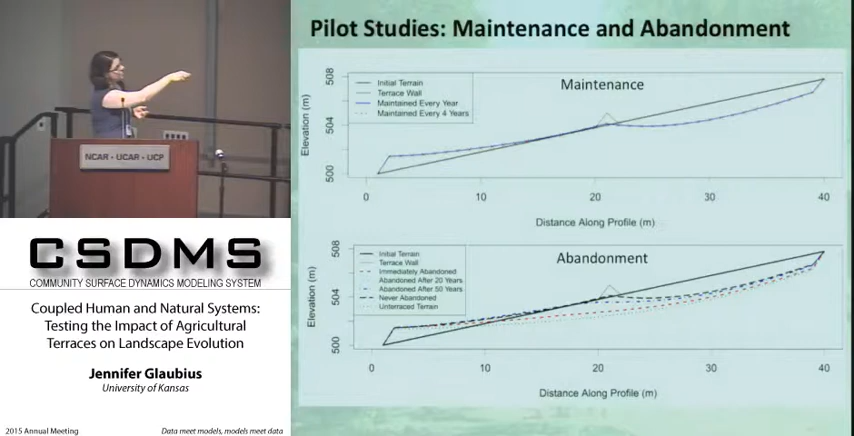 Pilot Studies: Maintenance and Abandonment
NCAR - UCAR - UCP
CSDMS
COMMUNITY SURFACE DYNAMICS MODELING SYSTEM
Coupled Human and Natural Systems:
Testing the Impact of Agricultural
Terraces on Landscape Evolution
Jennifer Glaubius
University of Kansas
2015 Annual Meeting
Data meet models, models meet data
Maintenance
Initial Terrain
Terrace Wall
Maintained Every Year
Maintained Every 4 Years
Elevation (m)
508
504
500
0 10 20 30 40
Distance Along Profile (m)
Abandonment
Initial Terrain
Terrace Wall
Immediately Abandoned
Abandoned After 20 Years
Abandoned After 50 Years
Never Abandoned
Unterraced Terrain
Elevation (m)
508
504
500
0 10 20 30 40
Distance Along Profile (m)